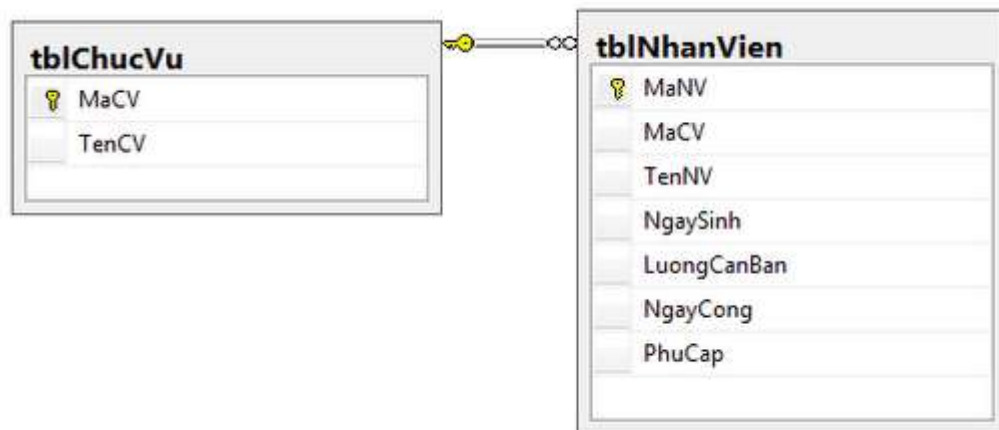 tblChucVu
MaCV
TenCV
tblNhanVien
MaNV
MaCV
TenNV
NgaySinh
LuongCanBan
NgayCong
PhuCap